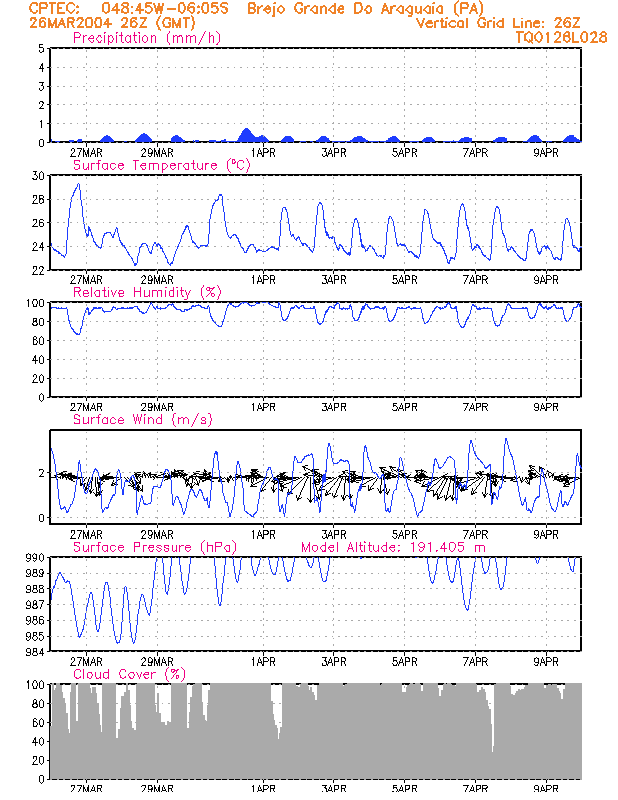 CPTEC: 048:45W-06:05S Brejo Grande Do Araguaia (PA)
26MAR2004 26Z (GMT) Vertical Grid Line: 26Z
Precipitation (mm/h) TQ0126L028
5
4
3
2
1
0
27MAR 29MAR 1APR 3APR 5APR 7APR 9APR
Surface Temperature (ºC)
30
28
26
24
22
27MAR 29MAR 1APR 3APR 5APR 7APR 9APR
Relative Humidity (%)
100
80
60
40
20
0
27MAR 29MAR 1APR 3APR 5APR 7APR 9APR
Surface Wind (m/s)
2
0
27MAR 29MAR 1APR 3APR 5APR 7APR 9APR
Surface Pressure (hPa) Model Altitude: 191.405 m
990
989
988
987
986
985
984
27MAR 29MAR 1APR 3APR 5APR 7APR 9APR
Cloud Cover (%)
100
80
60
40
20
0
27MAR 29MAR 1APR 3APR 5APR 7APR 9APR